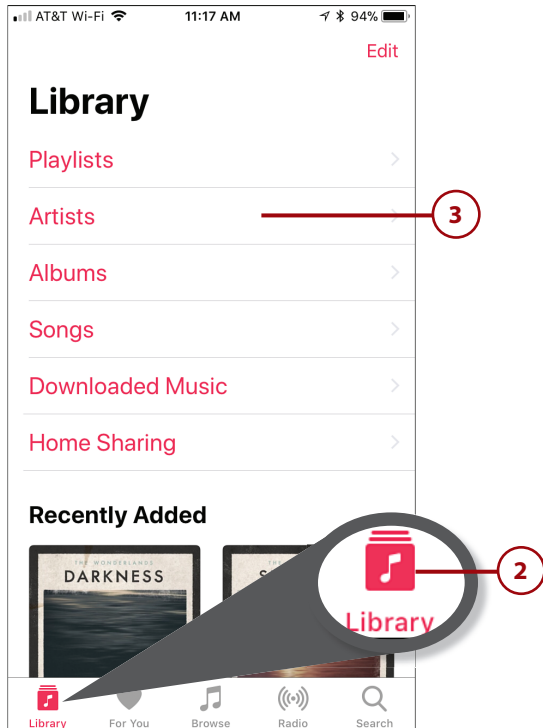 AT&T Wi-Fi 11:17 AM 94%
Edit
Library
Playlists
Artists
3
Albums
Songs
Downloaded Music
Home Sharing
Recently Added
THE WONDERLANDS
DARKNESS
2
Library
Library For You Browse Radio Search